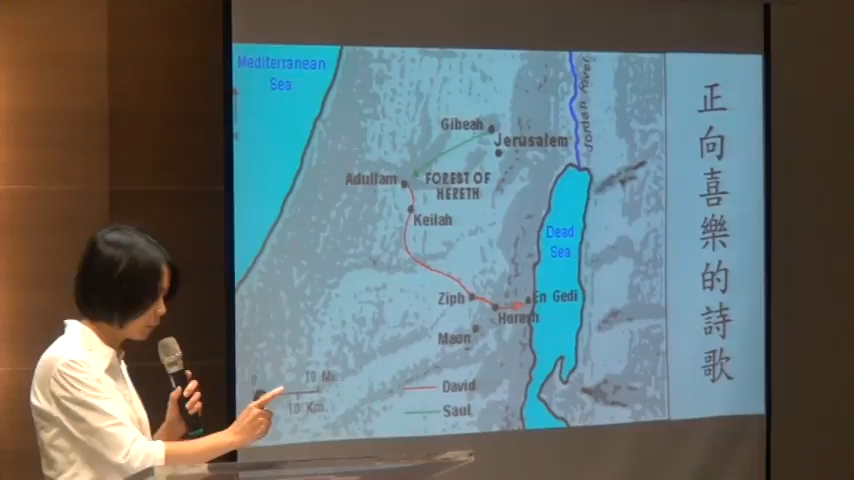 Mediterranean
Sea
Jordan River
Gibeah
Jerusalem
Adullam
FOREST OF
HERETH
Keilah
Dead
Sea
Ziph
En Gedi
Horesh
Maon
10 Mi.
10 Km.
David
Saul
正向喜樂的詩歌